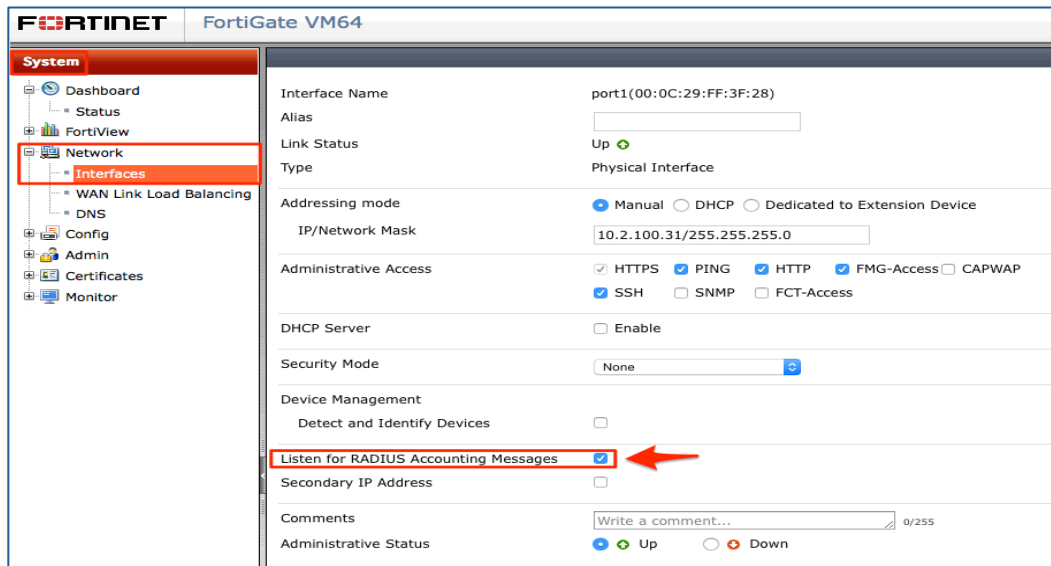 FORTINET FortiGate VM64
System
Dashboard
Status
FortiView
Network
Interfaces
WAN Link Load Balancing
DNS
Config
Admin
Certificates
Monitor
Interface Name port1(00:0C:29:FF:3F:28)
Alias
Link Status Up
Type Physical Interface
Addressing mode Manual DHCP Dedicated to Extension Device
IP/Network Mask 10.2.100.31/255.255.255.0
Administrative Access HTTPS PING HTTP FMG-Access CAPWAP
SSH SNMP FCT-Access
DHCP Server Enable
Security Mode None
Device Management
Detect and Identify Devices
Listen for RADIUS Accounting Messages
Secondary IP Address
Comments Write a comment... 0/255
Administrative Status Up Down